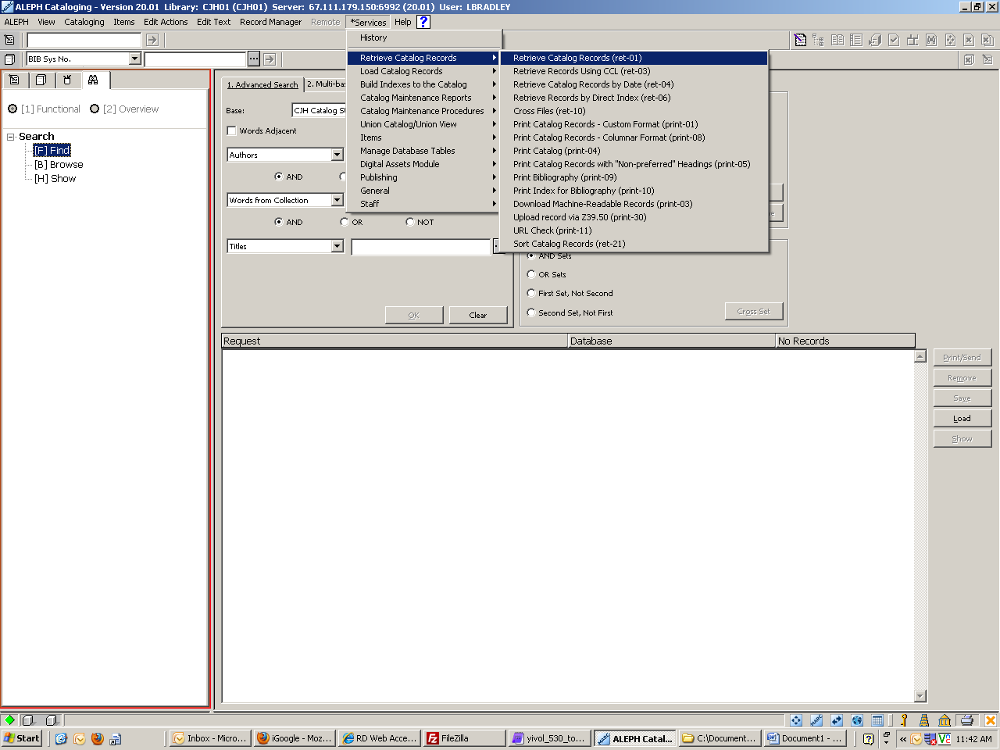 ALEPH Cataloging - Version 20.01 Library: CJH01 (CJH01) Server: 67.111.179.150:6992 (20.01) User: LBRADLEY
ALEPH View Cataloging Items Edit Actions Edit Text Record Manager Remote *Services Help ?
History
BIB Sys No. ...
Retrieve Catalog Records
Load Catalog Records
Build Indexes to the Catalog
Catalog Maintenance Reports
Catalog Maintenance Procedures
Union Catalog/Union View
Items
Manage Database Tables
Digital Assets Module
Publishing
General
Staff
Retrieve Catalog Records (ret-01)
Retrieve Records Using CCL (ret-03)
Retrieve Catalog Records by Date (ret-04)
Retrieve Records by Direct Index (ret-06)
Cross Files (ret-10)
Print Catalog Records - Custom Format (print-01)
Print Catalog Records - Columnar Format (print-08)
Print Catalog (print-04)
Print Catalog Records with "Non-preferred" Headings (print-05)
Print Bibliography (print-09)
Print Index for Bibliography (print-10)
Download Machine-Readable Records (print-03)
Upload record via Z39.50 (print-30)
URL Check (print-11)
Sort Catalog Records (ret-21)
[1] Functional [2] Overview
Search
[F] Find
[B] Browse
[H] Show
1. Advanced Search 2. Multi-ba
Base: CJH Catalog S
Words Adjacent
Authors
AND
Words from Collection
AND OR NOT
Titles
AND Sets
OR Sets
First Set, Not Second
Second Set, Not First
Cross Set
OK Clear
Request Database No Records
Print/Send
Remove
Save
Load
Show
Start Inbox - Micro... iGoogle - Moz... RD Web Acce... FileZilla yivol_530_to... ALEPH Catal... C:\Document... Document1 - ... ? « 11:42 AM